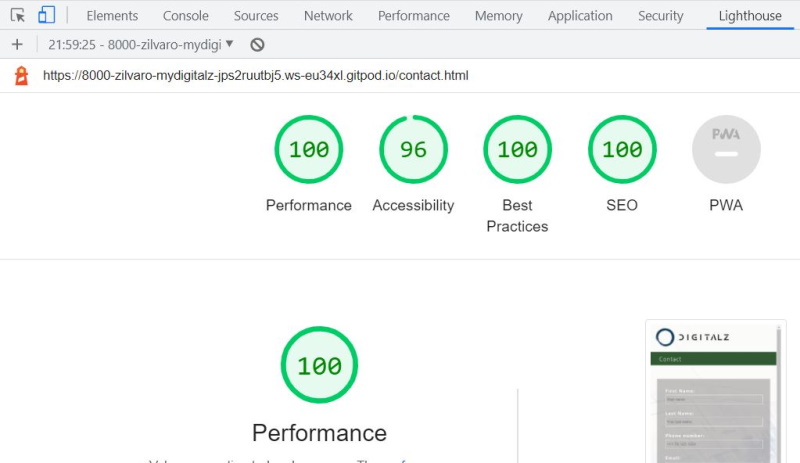 Elements Console Sources Network Performance Memory Application Security Lighthouse
+ 21:59:25 - 8000-zilvaro-mydigi ▼
https://8000-zilvaro-mydigitalz-jps2ruutbj5.ws-eu34xl.gitpod.io/contact.html
100 96 100 100 PWA
Performance Accessibility Best Practices SEO PWA
100
Performance
DIGITALZ
Contact
First Name:
Last Name:
Phone number:
Email: